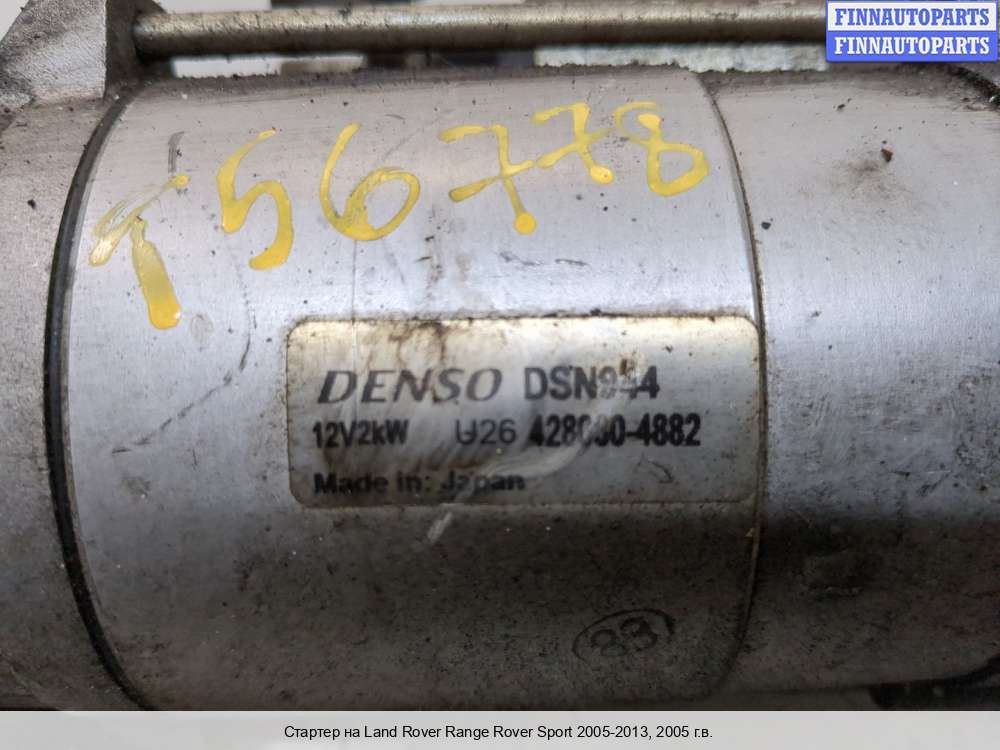 FINNAUTOPARTS
FINNAUTOPARTS
156778
DENSO DSN944
12V2kW U26 428000-4882
Made in: Japan
83
Стартер на Land Rover Range Rover Sport 2005-2013, 2005 г.в.